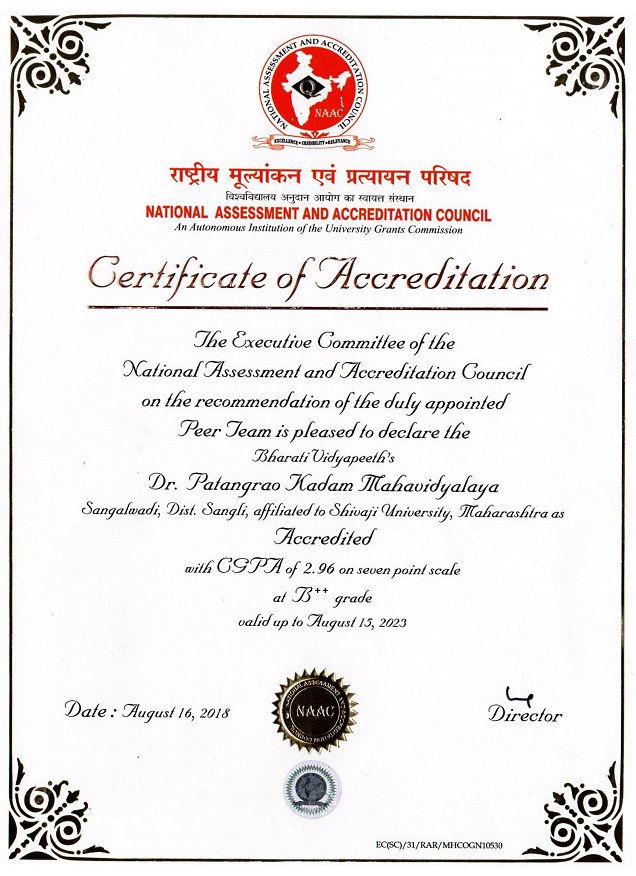 NATIONAL ASSESSMENT AND ACCREDITATION COUNCIL
Q
NAAC
EXCELLENCE • CREDIBILITY • RELEVANCE
राष्ट्रीय मूल्यांकन एवं प्रत्यायन परिषद
विश्वविद्यालय अनुदान आयोग का स्वायत्त संस्थान
NATIONAL ASSESSMENT AND ACCREDITATION COUNCIL
An Autonomous Institution of the University Grants Commission
Certificate of Accreditation
The Executive Committee of the
National Assessment and Accreditation Council
on the recommendation of the duly appointed
Peer Team is pleased to declare the
Bharati Vidyapeeth's
Dr. Patangrao Kadam Mahavidyalaya
Sangalwadi, Dist. Sangli, affiliated to Shivaji University, Maharashtra as
Accredited
with CGPA of 2.96 on seven point scale
at B++ grade
valid up to August 15, 2023
Date : August 16, 2018
NATIONAL ASSESSMENT AND ACCREDITATION COUNCIL
NAAC
Director
EC(SC)/31/RAR/MHCOGN10530